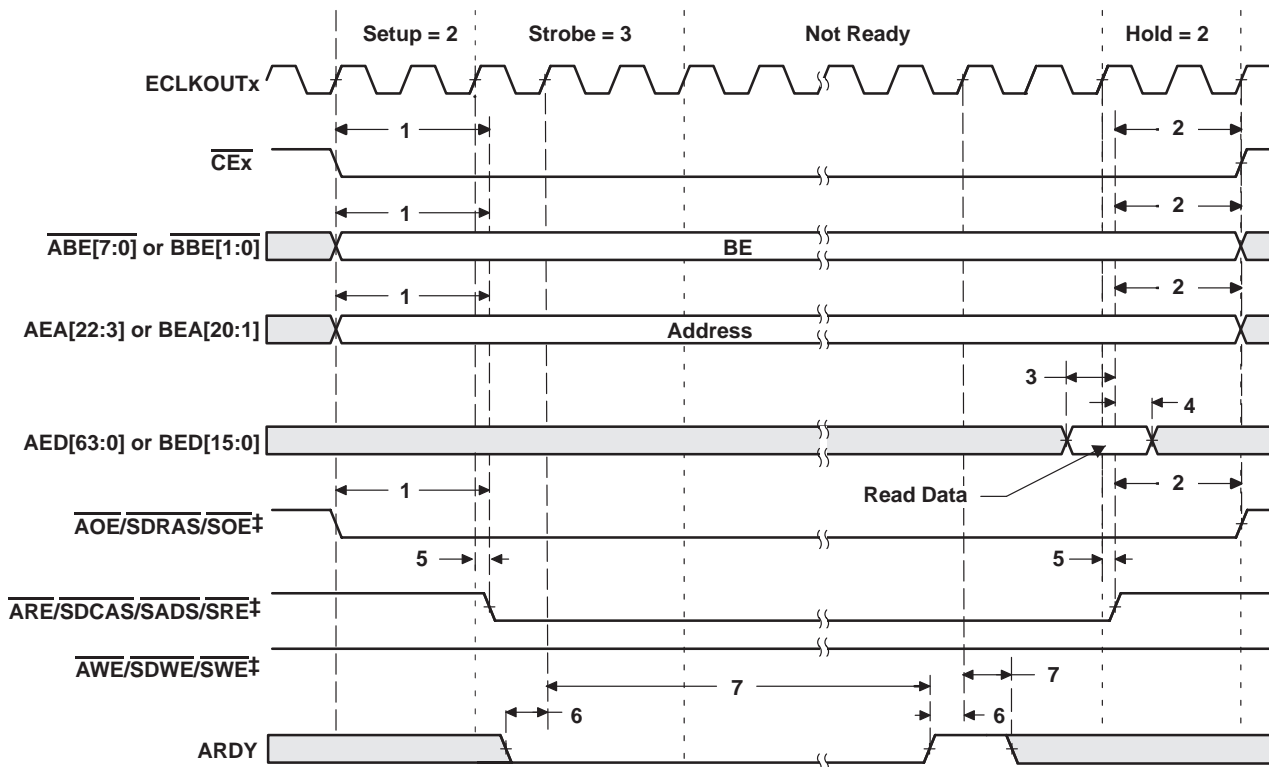 Setup = 2 Strobe = 3 Not Ready Hold = 2
ECLKOUTx
1 2
CEx
1 2
ABE[7:0] or BBE[1:0] BE
1 2
AEA[22:3] or BEA[20:1] Address
3
4
AED[63:0] or BED[15:0]
1 Read Data 2
AOE/SDRAS/SOE‡
5 5
ARE/SDCAS/SADS/SRE‡
AWE/SDWE/SWE‡
7 7
6 6
ARDY